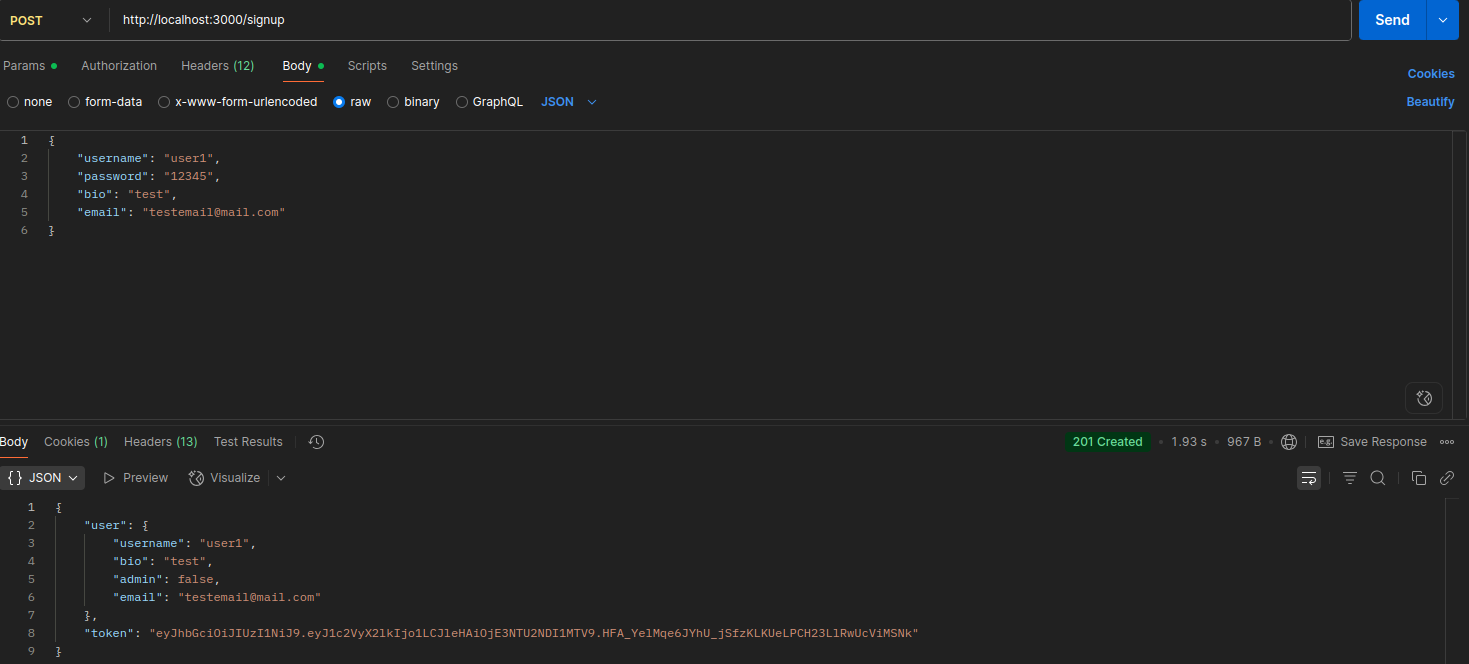 POST http://localhost:3000/signup Send
Params Authorization Headers (12) Body Scripts Settings Cookies
none form-data x-www-form-urlencoded raw binary GraphQL JSON Beautify
1 {
2 "username": "user1",
3 "password": "12345",
4 "bio": "test",
5 "email": "testemail@mail.com"
6 }
Body Cookies (1) Headers (13) Test Results 201 Created • 1.93 s • 967 B • e.g. Save Response
{} JSON Preview Visualize
1 {
2 "user": {
3 "username": "user1",
4 "bio": "test",
5 "admin": false,
6 "email": "testemail@mail.com"
7 },
8 "token": "eyJhbGciOiJIUzI1NiJ9.eyJ1c2VyX2lkIjo1LCJleHAiOjE3NTU2NDI1MTV9.HFA_YelMqe6JYhU_jSfzKLKUeLPCH23LlRwUcViMSNk"
9 }